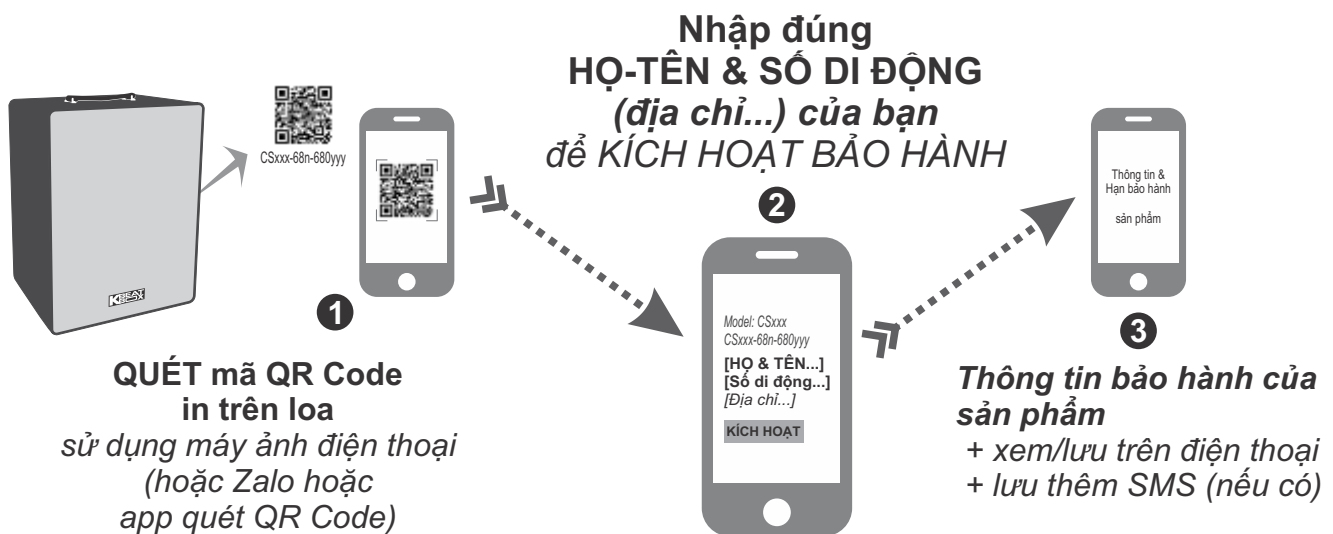 CSxxx-68n-680yyy
1
QUÉT mã QR Code
in trên loa
sử dụng máy ảnh điện thoại
(hoặc Zalo hoặc
app quét QR Code)
Nhập đúng
HỌ-TÊN & SỐ DI ĐỘNG
(địa chỉ...) của bạn
để KÍCH HOẠT BẢO HÀNH
2
Model: CSxxx
CSxxx-68n-680yyy
[HỌ & TÊN...]
[Số di động...]
[Địa chỉ...]
KÍCH HOẠT
Thông tin &
Hạn bảo hành
sản phẩm
3
Thông tin bảo hành của
sản phẩm
+ xem/lưu trên điện thoại
+ lưu thêm SMS (nếu có)